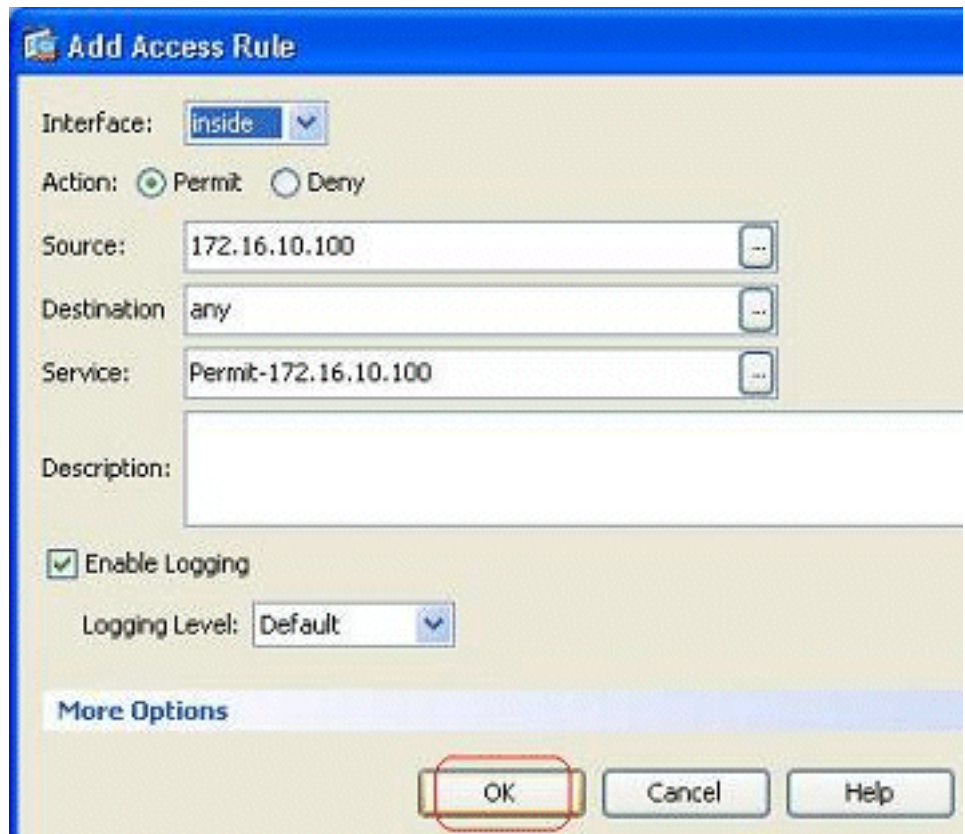 Add Access Rule
Interface: inside
Action: Permit Deny
Source: 172.16.10.100 ...
Destination any ...
Service: Permit-172.16.10.100 ...
Description:
Enable Logging
Logging Level: Default
More Options
OK Cancel Help